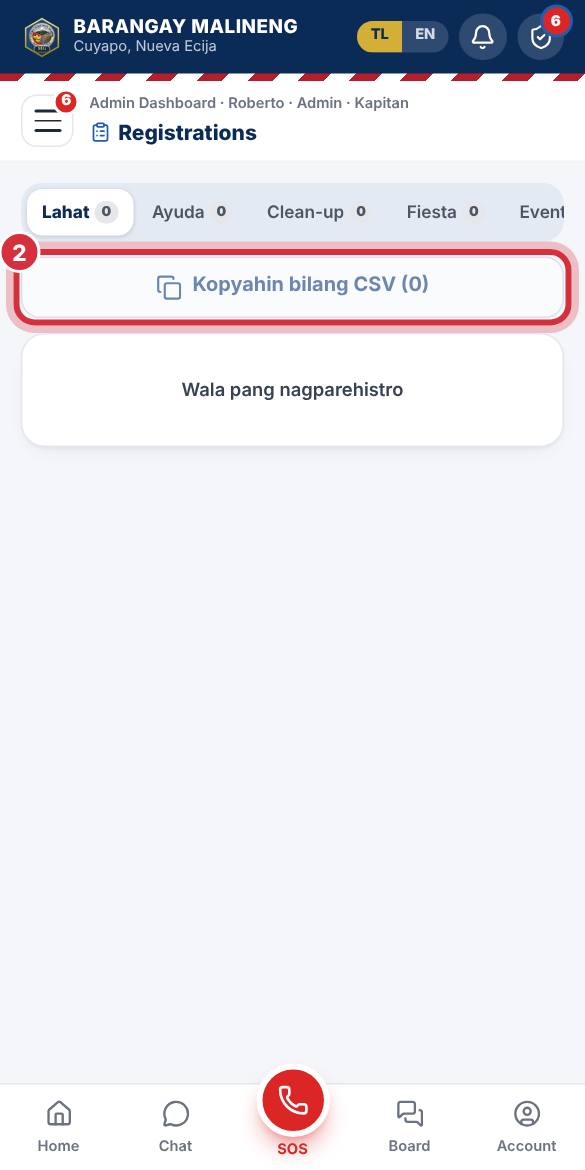 BARANGAY MALINENG
Cuyapo, Nueva Ecija
TL EN
6
6
Admin Dashboard · Roberto · Admin · Kapitan
Registrations
Lahat 0 Ayuda 0 Clean-up 0 Fiesta 0 Event
2
Kopyahin bilang CSV (0)
Wala pang nagparehistro
Home Chat SOS Board Account